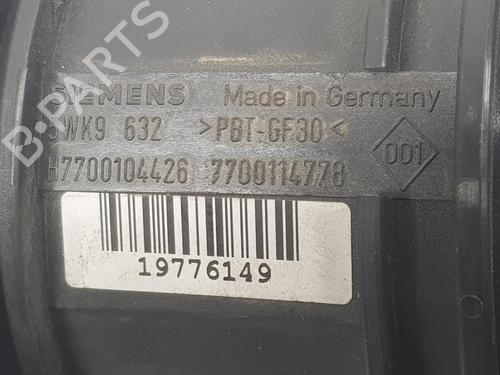 B-PARTS
SIEMENS Made in Germany
5WK9 632 >PBT-GF30<
001
H7700104426 7700114778
19776149